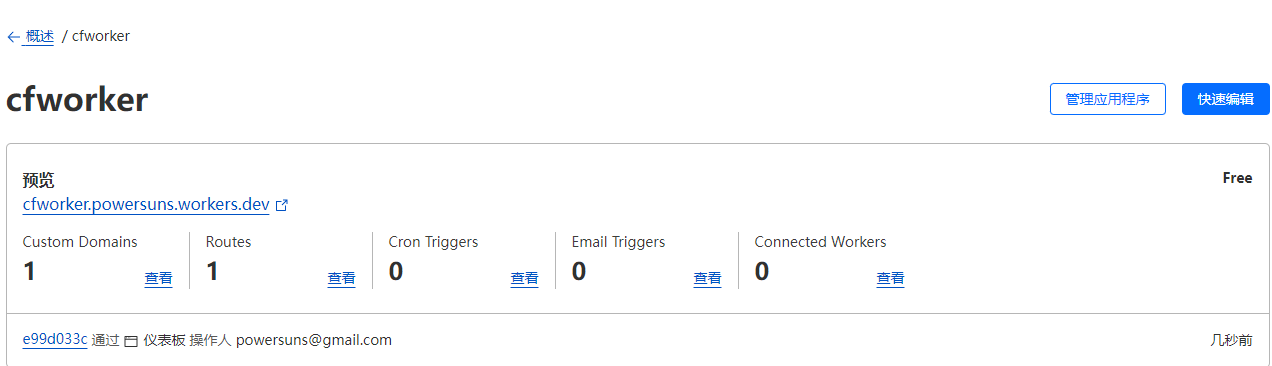 ← 概述 / cfworker
cfworker
管理应用程序 快速编辑
预览 Free
cfworker.powersuns.workers.dev
Custom Domains Routes Cron Triggers Email Triggers Connected Workers
1 查看 1 查看 0 查看 0 查看 0 查看
e99d033c 通过 仪表板 操作人 powersuns@gmail.com 几秒前